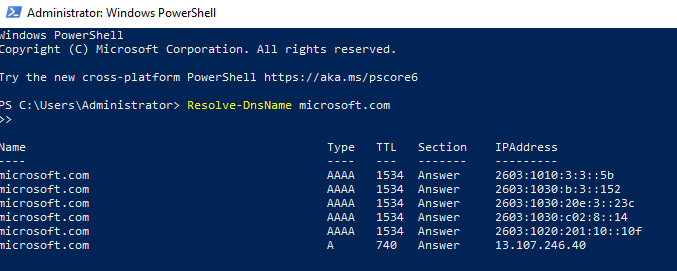 Administrator: Windows PowerShell
Windows PowerShell
Copyright (C) Microsoft Corporation. All rights reserved.
Try the new cross-platform PowerShell https://aka.ms/pscore6
PS C:\Users\Administrator> Resolve-DnsName microsoft.com
>>
Name Type TTL Section IPAddress
---- ---- --- ------- ---------
microsoft.com AAAA 1534 Answer 2603:1010:3:3::5b
microsoft.com AAAA 1534 Answer 2603:1030:b:3::152
microsoft.com AAAA 1534 Answer 2603:1030:20e:3::23c
microsoft.com AAAA 1534 Answer 2603:1030:c02:8::14
microsoft.com AAAA 1534 Answer 2603:1020:201:10::10f
microsoft.com A 740 Answer 13.107.246.40